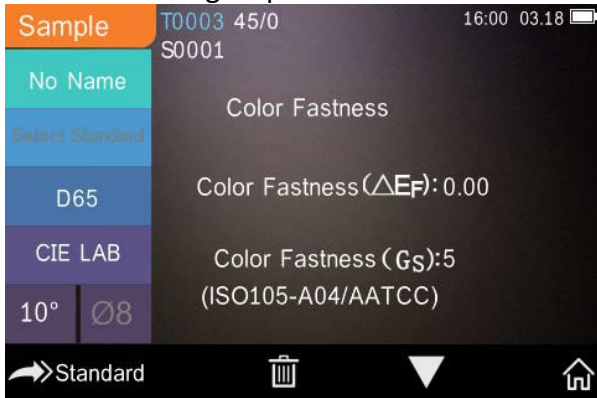 Sample
T0003 45/0
16:00 03.18
S0001
No Name
Select Standard
D65
CIE LAB
10° Ø8
Color Fastness
Color Fastness(△EF):0.00
Color Fastness(GS):5
(ISO105-A04/AATCC)
Standard